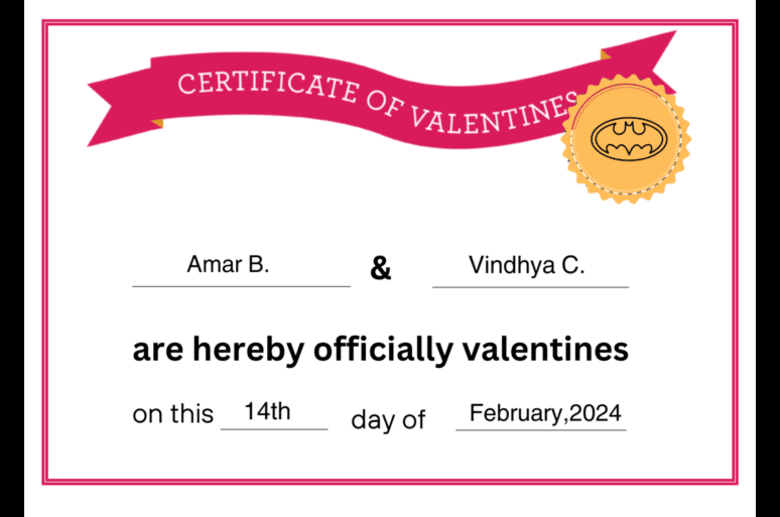 CERTIFICATE OF VALENTINES
Amar B. & Vindhya C.
are hereby officially valentines
on this 14th day of February,2024